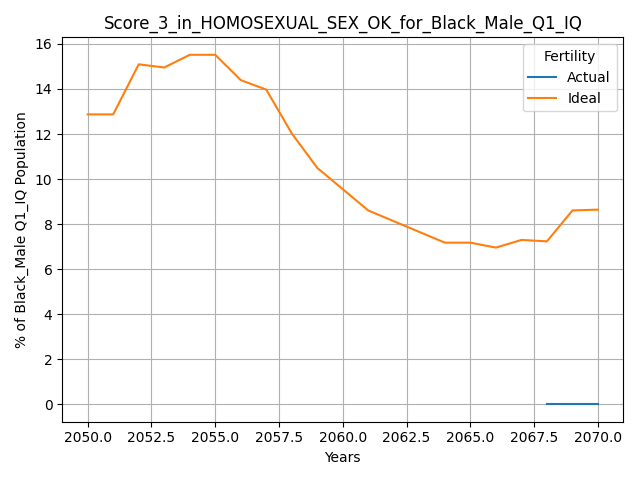 Score_3_in_HOMOSEXUAL_SEX_OK_for_Black_Male_Q1_IQ
% of Black_Male Q1_IQ Population
16
14
12
10
8
6
4
2
0
Fertility
Actual
Ideal
2050.0 2052.5 2055.0 2057.5 2060.0 2062.5 2065.0 2067.5 2070.0
Years